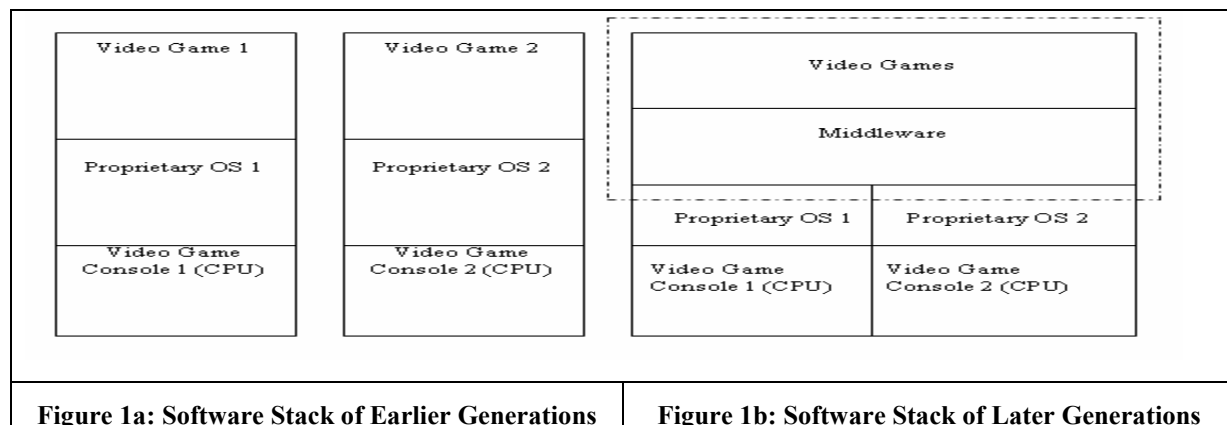 Video Game 1
Proprietary OS 1
Video Game
Console 1 (CPU)
Video Game 2
Proprietary OS 2
Video Game
Console 2 (CPU)
Video Games
Middleware
Proprietary OS 1
Proprietary OS 2
Video Game
Console 1 (CPU)
Video Game
Console 2 (CPU)
Figure 1a: Software Stack of Earlier Generations
Figure 1b: Software Stack of Later Generations